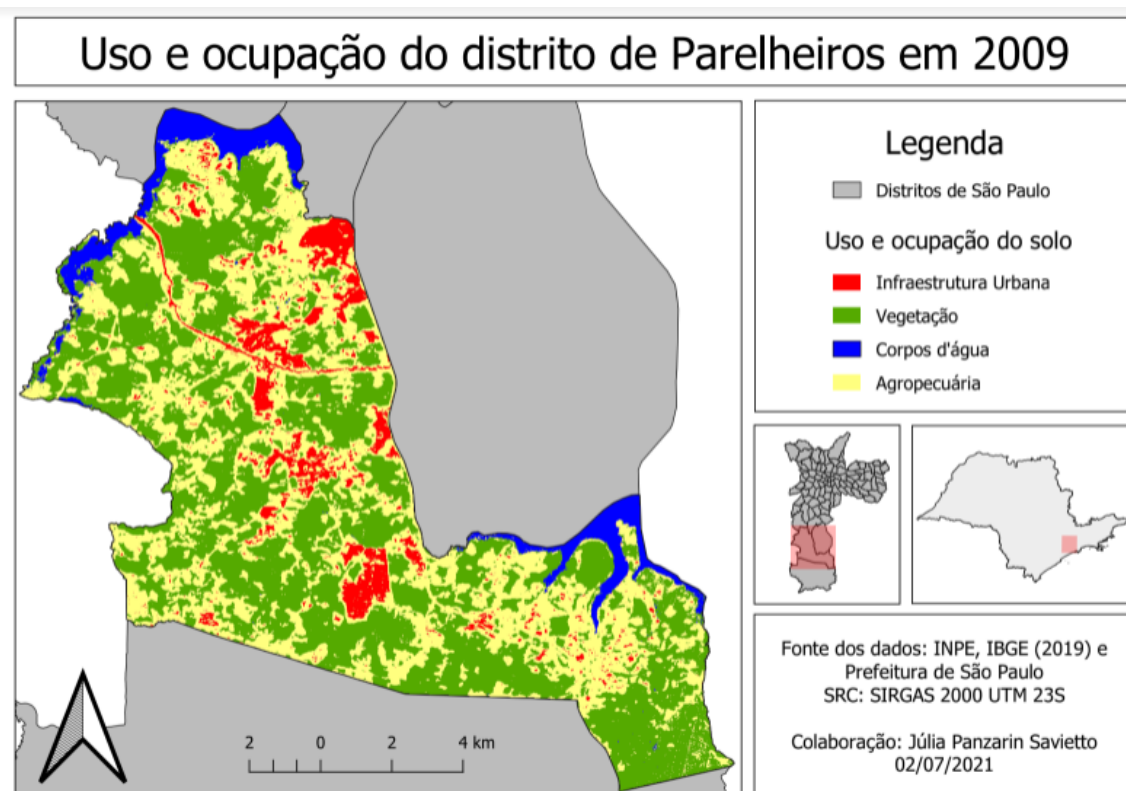 Uso e ocupação do distrito de Parelheiros em 2009
Legenda
Distritos de São Paulo
Uso e ocupação do solo
Infraestrutura Urbana
Vegetação
Corpos d'água
Agropecuária
2 0 2 4 km
Fonte dos dados: INPE, IBGE (2019) e
Prefeitura de São Paulo
SRC: SIRGAS 2000 UTM 23S
Colaboração: Júlia Panzarin Savietto
02/07/2021